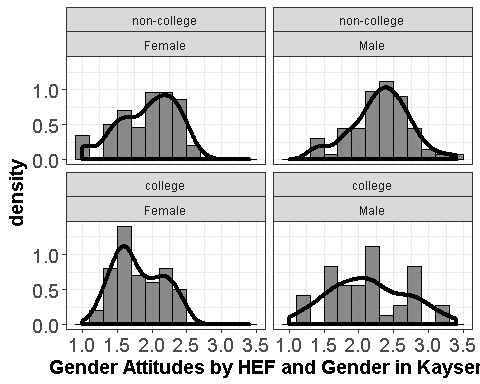 non-college non-college
Female Male
1.0
0.5
0.0
college college
Female Male
1.0
0.5
0.0
density
1.0 1.5 2.0 2.5 3.0 3.5 1.0 1.5 2.0 2.5 3.0 3.5
Gender Attitudes by HEF and Gender in Kayser